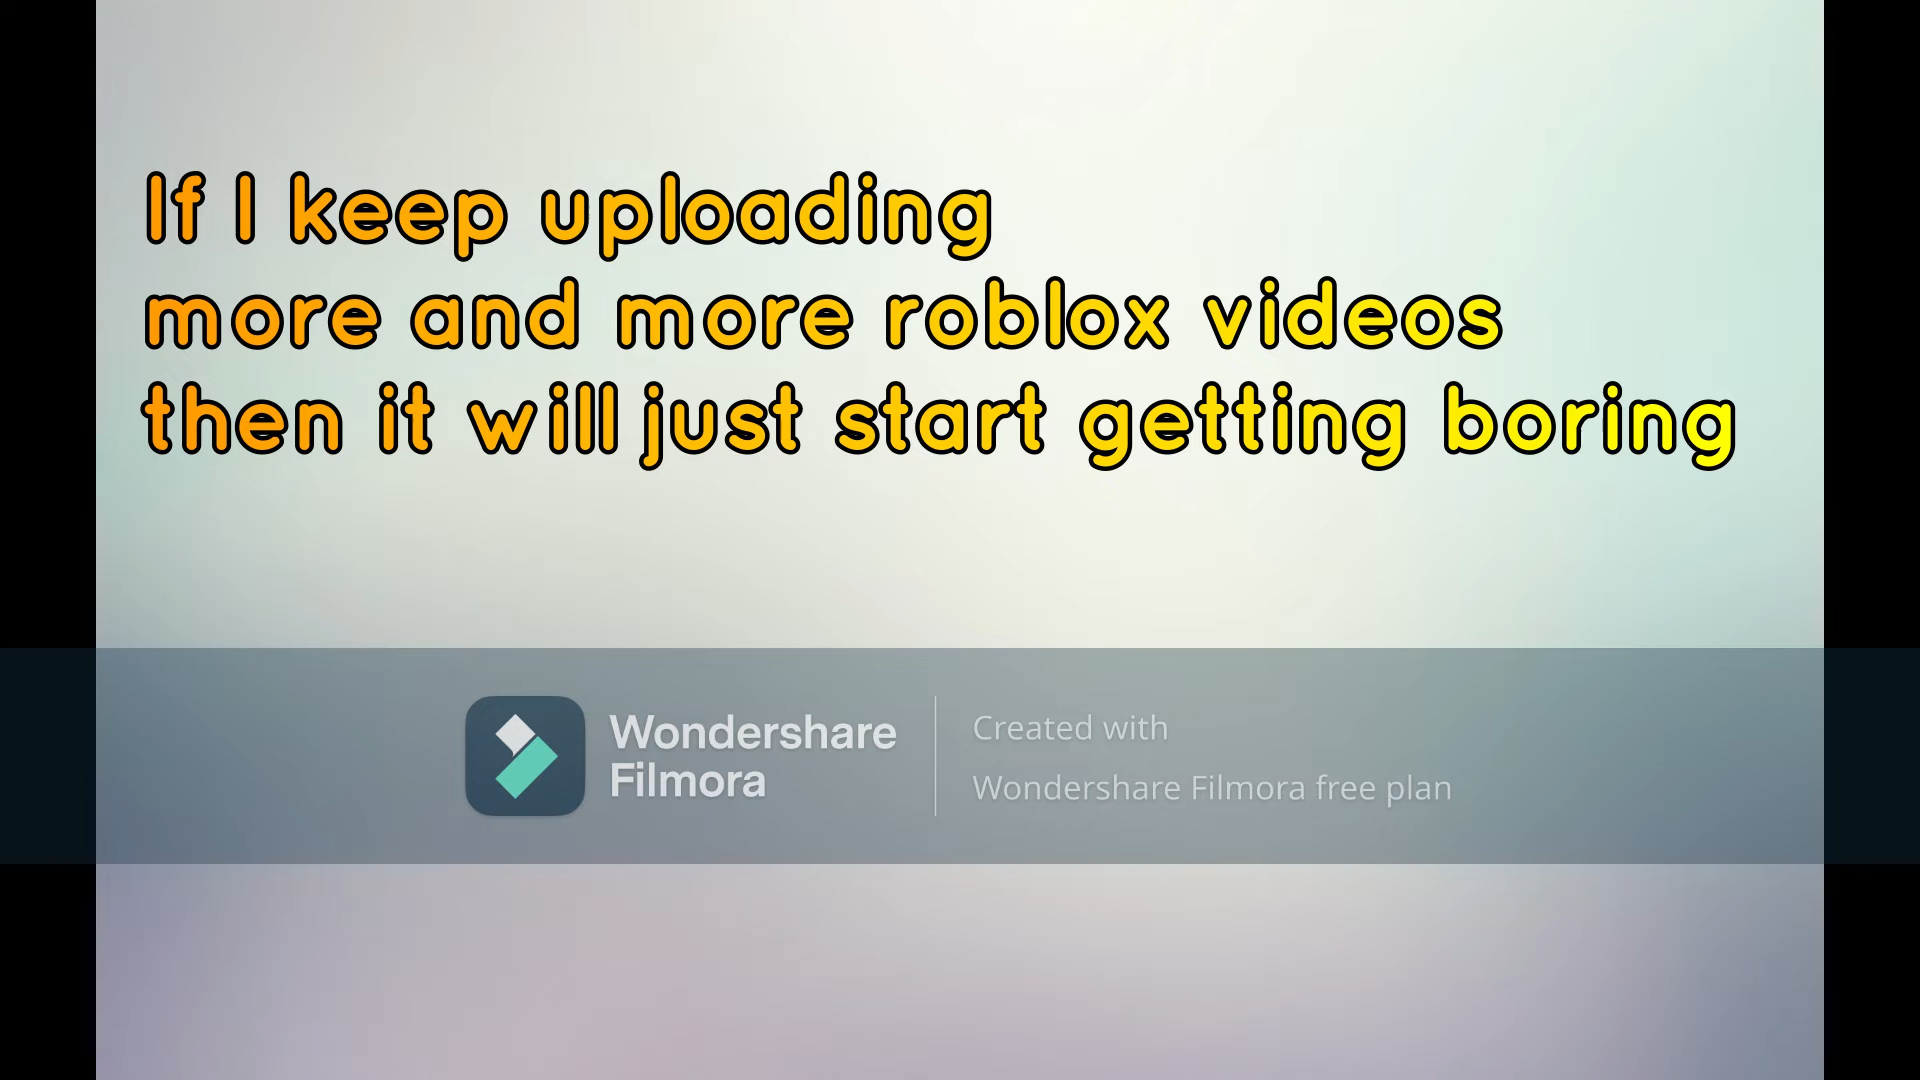 If I keep uploading
more and more roblox videos
then it will just start getting boring
Wondershare
Filmora
Created with
Wondershare Filmora free plan